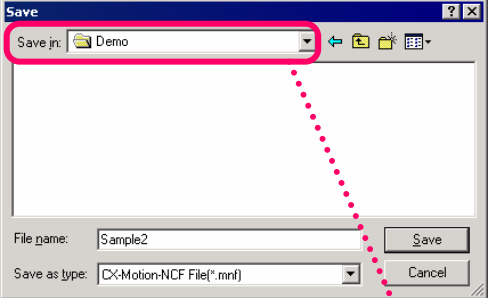 Save
Save in: Demo
File name: Sample2 Save
Save as type: CX-Motion-NCF File(*.mnf) Cancel